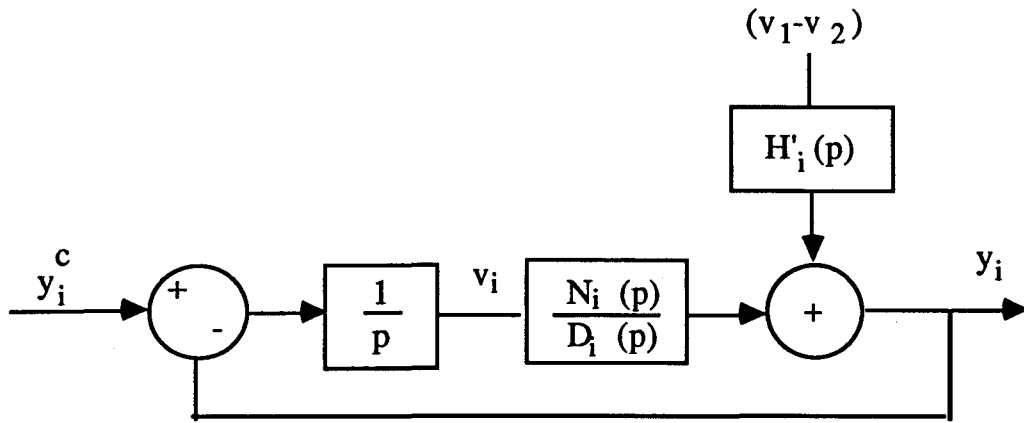 (v1-v2)
H'i(p)
yic
+
-
1
p
vi
Ni (p)
Di (p)
+
yi